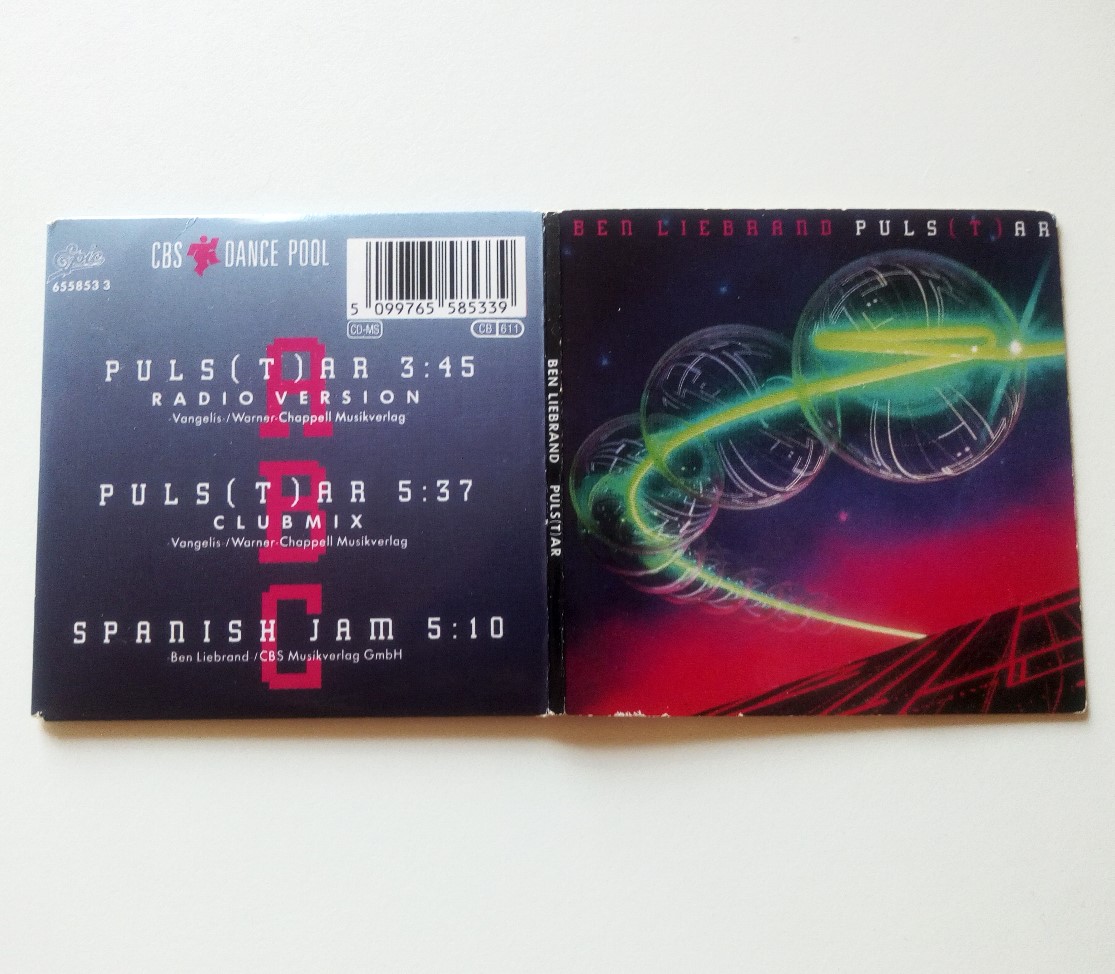 Epic
CBS DANCE POOL
655853 3
5 099765 585339
CD-MS
CB 611
A
PULS(T)AR 3:45
RADIO VERSION
Vangelis/Warner-Chappell Musikverlag
B
PULS(T)AR 5:37
CLUBMIX
Vangelis/Warner-Chappell Musikverlag
C
SPANISH JAM 5:10
Ben Liebrand/CBS Musikverlag GmbH
BEN LIEBRAND PULS(T)AR
BEN LIEBRAND PULS(T)AR